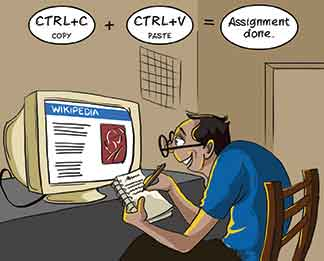 CTRL+C
COPY
+
CTRL+V
PASTE
=
Assignment
done.
WIKIPEDIA